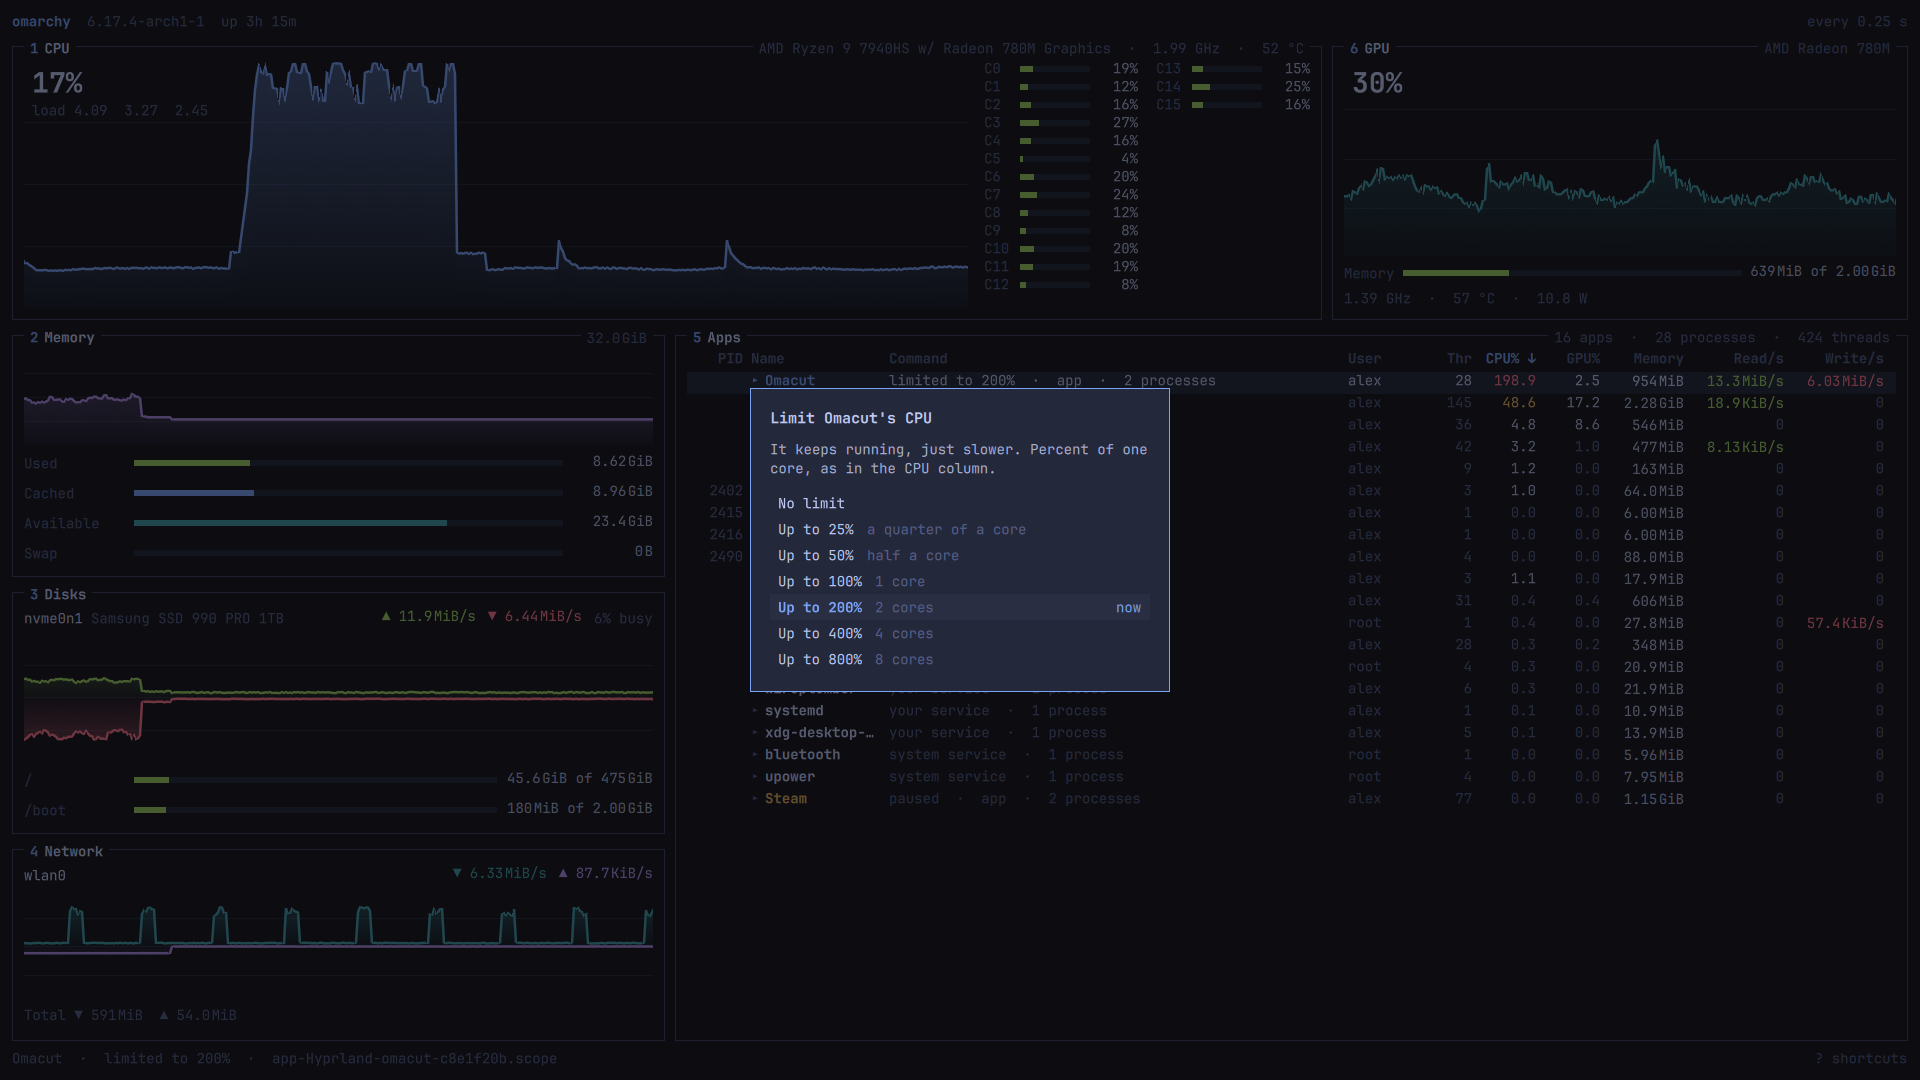 omarchy 6.17.4-arch1-1 up 3h 15m every 0.25 s
1 CPU AMD Ryzen 9 7940HS w/ Radeon 780M Graphics · 1.99 GHz · 52 °C
17%
load 4.09 3.27 2.45
C0 19% C13 15%
C1 12% C14 25%
C2 16% C15 16%
C3 27%
C4 16%
C5 4%
C6 20%
C7 24%
C8 12%
C9 8%
C10 20%
C11 19%
C12 8%
6 GPU AMD Radeon 780M
30%
Memory 639MiB of 2.00GiB
1.39 GHz · 57 °C · 10.8 W
2 Memory 32.0GiB
Used 8.62GiB
Cached 8.96GiB
Available 23.4GiB
Swap 0B
3 Disks
nvme0n1 Samsung SSD 990 PRO 1TB ▲ 11.9MiB/s ▼ 6.44MiB/s 6% busy
/ 45.6GiB of 475GiB
/boot 180MiB of 2.00GiB
4 Network
wlan0 ▼ 6.33MiB/s ▲ 87.7KiB/s
Total ▼ 591MiB ▲ 54.0MiB
5 Apps 16 apps · 28 processes · 424 threads
PID Name Command User Thr CPU% ↓ GPU% Memory Read/s Write/s
▸ Omacut limited to 200% · app · 2 processes alex 28 198.9 2.5 954MiB 13.3MiB/s 6.03MiB/s
alex 145 48.6 17.2 2.28GiB 18.9KiB/s 0
alex 36 4.8 8.6 546MiB 0 0
alex 42 3.2 1.0 477MiB 8.13KiB/s 0
alex 9 1.2 0.0 163MiB 0 0
2402 alex 3 1.0 0.0 64.0MiB 0 0
2415 alex 1 0.0 0.0 6.00MiB 0 0
2416 alex 1 0.0 0.0 6.00MiB 0 0
2490 alex 4 0.0 0.0 88.0MiB 0 0
alex 3 1.1 0.0 17.9MiB 0 0
alex 31 0.4 0.4 606MiB 0 0
root 1 0.4 0.0 27.8MiB 0 57.4KiB/s
alex 28 0.3 0.2 348MiB 0 0
root 4 0.3 0.0 20.9MiB 0 0
alex 6 0.3 0.0 21.9MiB 0 0
▸ systemd your service · 1 process alex 1 0.1 0.0 10.9MiB 0 0
▸ xdg-desktop-… your service · 1 process alex 5 0.1 0.0 13.9MiB 0 0
▸ bluetooth system service · 1 process root 1 0.0 0.0 5.96MiB 0 0
▸ upower system service · 1 process root 4 0.0 0.0 7.95MiB 0 0
▸ Steam paused · app · 2 processes alex 77 0.0 0.0 1.15GiB 0 0
Limit Omacut's CPU
It keeps running, just slower. Percent of one
core, as in the CPU column.
No limit
Up to 25% a quarter of a core
Up to 50% half a core
Up to 100% 1 core
Up to 200% 2 cores now
Up to 400% 4 cores
Up to 800% 8 cores
Omacut · limited to 200% · app-Hyprland-omacut-c8e1f20b.scope ? shortcuts